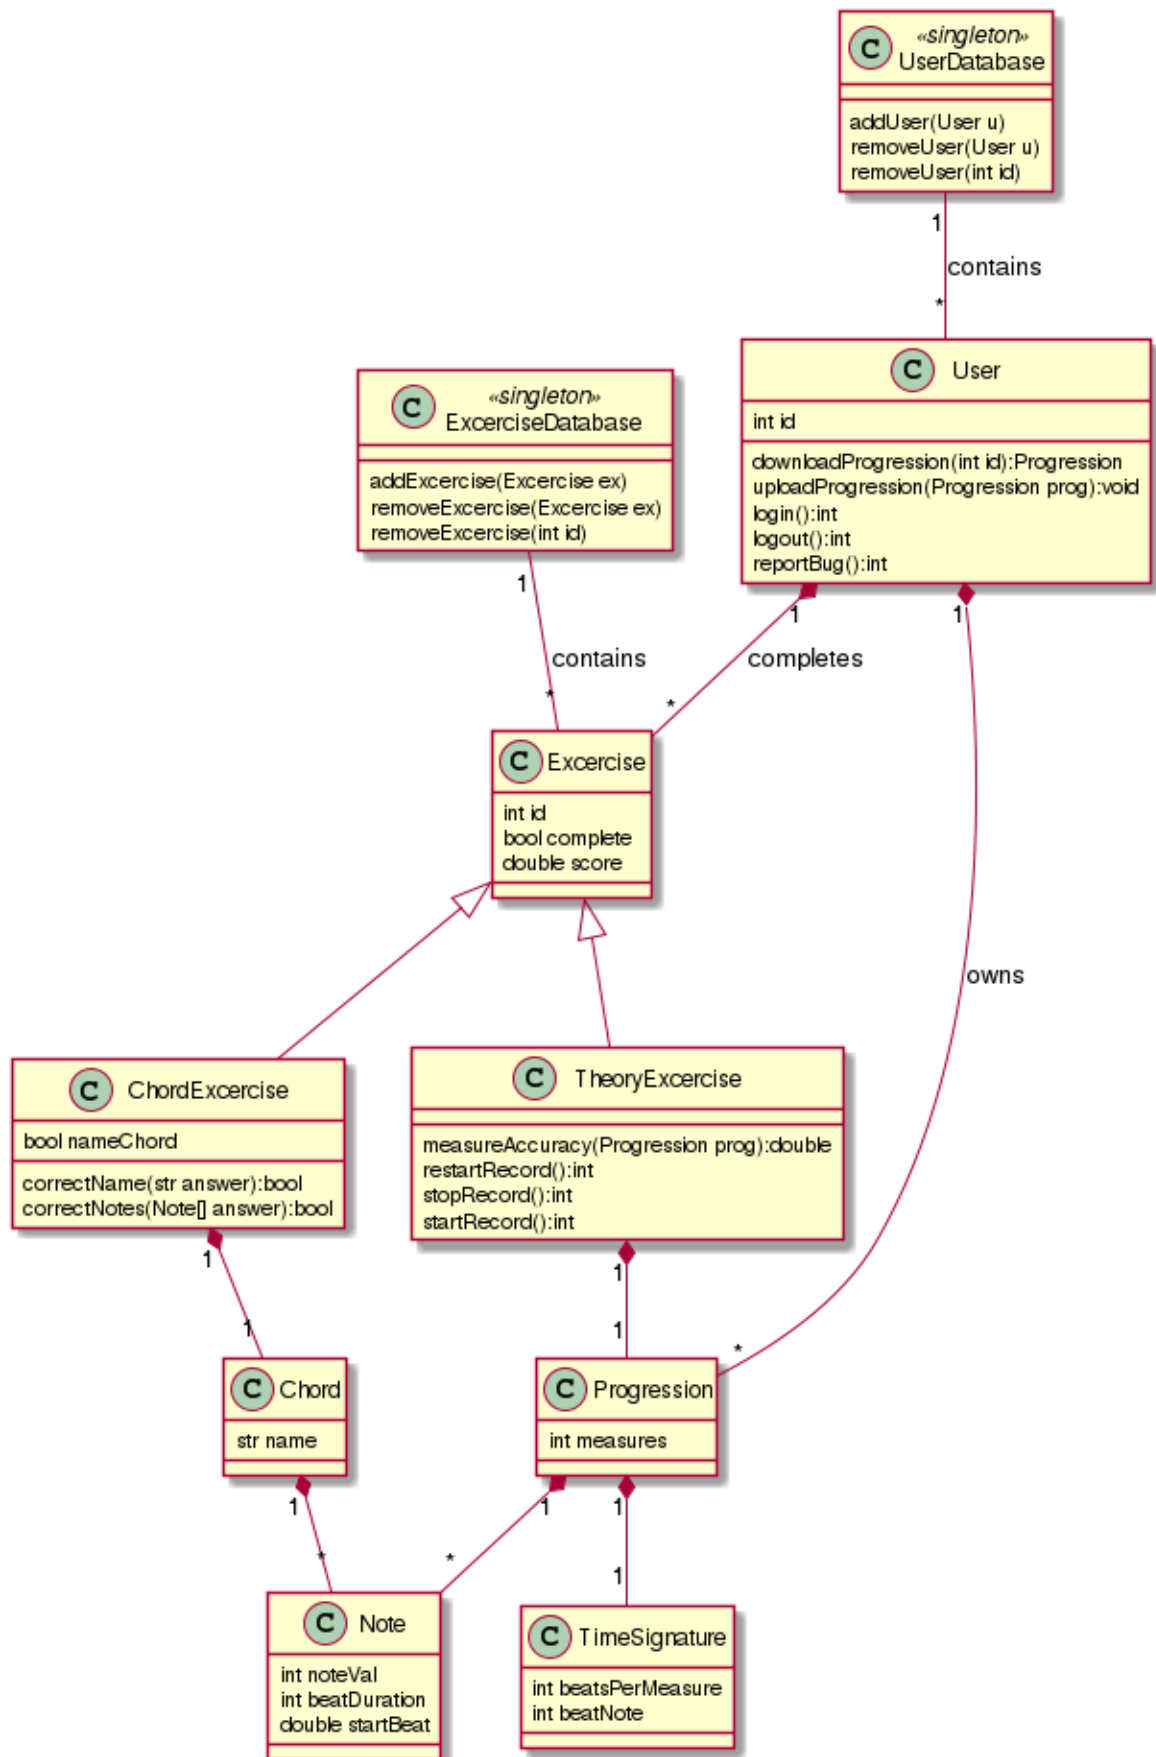 C «singleton»
UserDatabase
addUser(User u)
removeUser(User u)
removeUser(int id)
1
contains
*
C User
int id
downloadProgression(int id):Progression
uploadProgression(Progression prog):void
login():int
logout():int
reportBug():int
C «singleton»
ExcerciseDatabase
addExcercise(Excercise ex)
removeExcercise(Excercise ex)
removeExcercise(int id)
1
contains
*
1
completes
*
1
owns
*
C Excercise
int id
bool complete
double score
C ChordExcercise
bool nameChord
correctName(str answer):bool
correctNotes(Note[] answer):bool
C TheoryExcercise
measureAccuracy(Progression prog):double
restartRecord():int
stopRecord():int
startRecord():int
1
1
1
1
C Chord
str name
C Progression
int measures
1
*
1
*
1
1
C Note
int noteVal
int beatDuration
double startBeat
C TimeSignature
int beatsPerMeasure
int beatNote